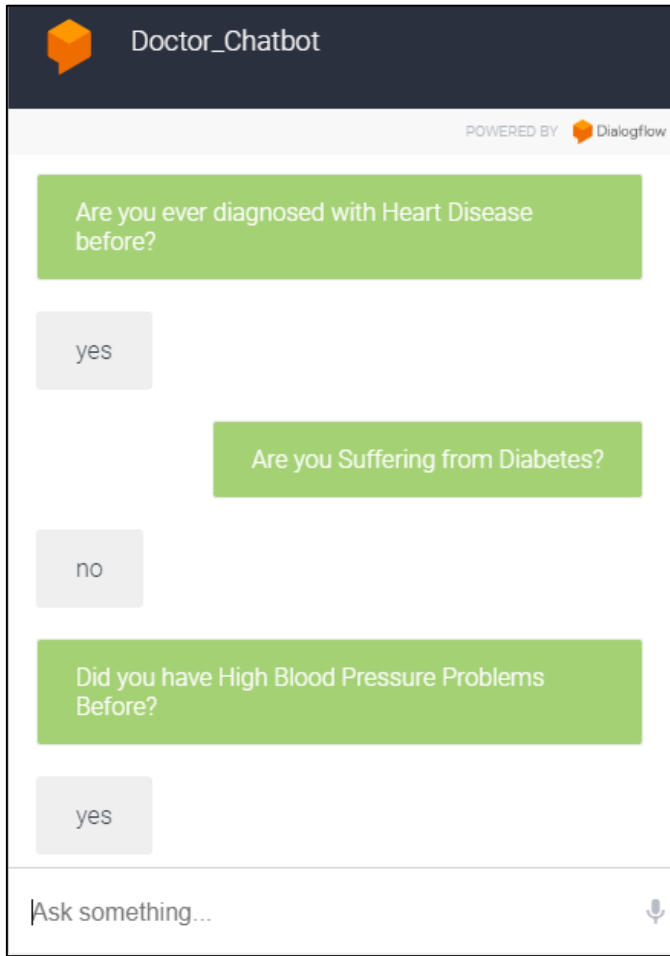 Doctor_Chatbot
POWERED BY Dialogflow
Are you ever diagnosed with Heart Disease
before?
yes
Are you Suffering from Diabetes?
no
Did you have High Blood Pressure Problems
Before?
yes
Ask something...